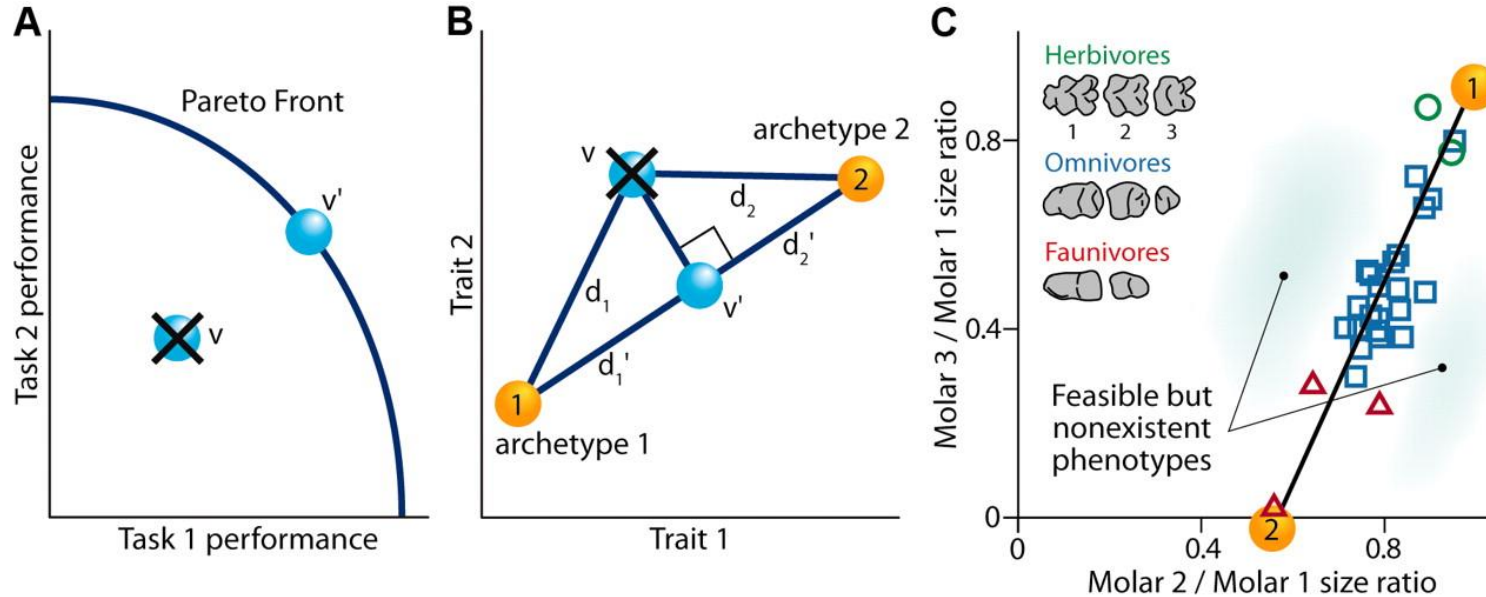 A
Pareto Front
v'
v
Task 2 performance
Task 1 performance
B
archetype 2
v
2
d2
d2'
d1
v'
d1'
1
archetype 1
Trait 2
Trait 1
C
Herbivores
1 2 3
Omnivores
Faunivores
Feasible but
nonexistent
phenotypes
1
2
0.8
0.4
0
0
0.4
0.8
Molar 3 / Molar 1 size ratio
Molar 2 / Molar 1 size ratio